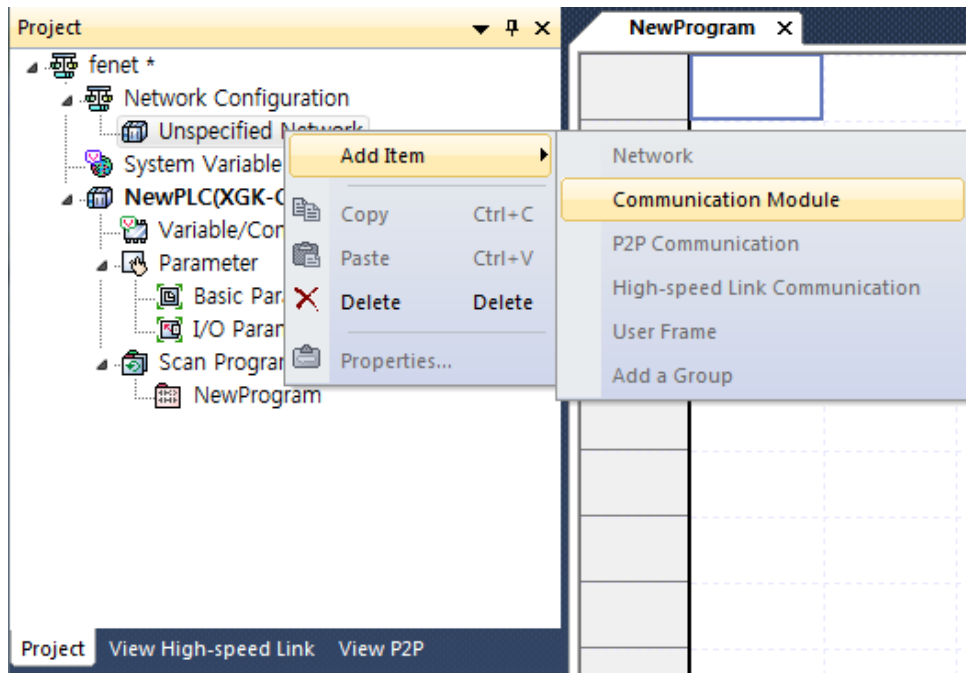 Project
NewProgram
fenet *
Network Configuration
Unspecified Network
System Variable
NewPLC(XGK-C
Variable/Con
Parameter
Basic Par
I/O Param
Scan Program
NewProgram
Add Item
Copy Ctrl+C
Paste Ctrl+V
Delete Delete
Properties...
Network
Communication Module
P2P Communication
High-speed Link Communication
User Frame
Add a Group
Project View High-speed Link View P2P